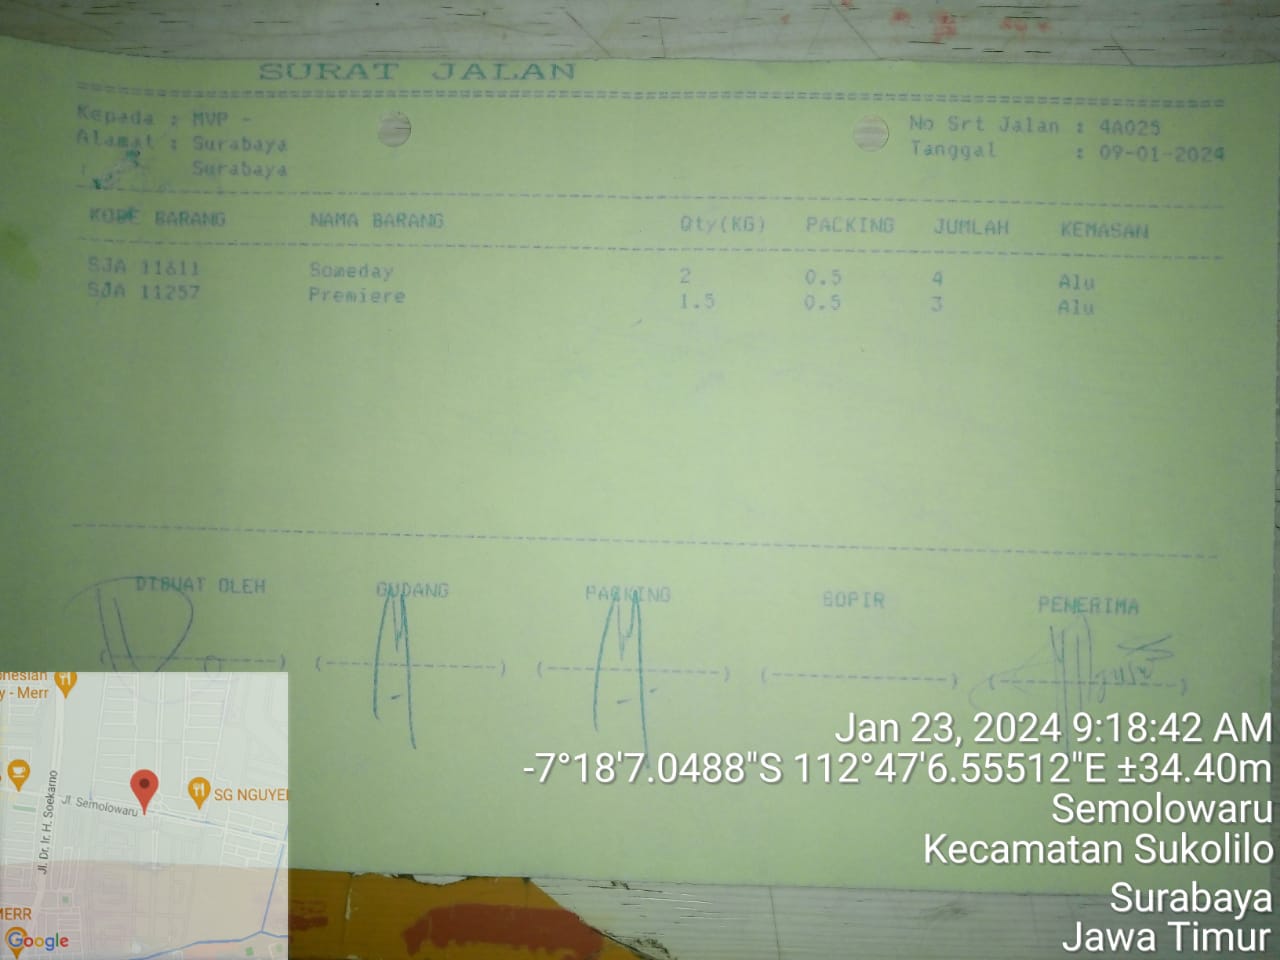 SURAT JALAN
Kepada : MVP -
Alamat : Surabaya
Surabaya
No Srt Jalan : 4A025
Tanggal : 09-01-2024
KODE BARANG NAMA BARANG Qty(KG) PACKING JUMLAH KEMASAN
SJA 11611 Someday 2 0.5 4 Alu
SJA 11257 Premiere 1.5 0.5 3 Alu
DIBUAT OLEH GUDANG PACKING SOPIR PENERIMA
Jan 23, 2024 9:18:42 AM
-7°18'7.0488"S 112°47'6.55512"E ±34.40m
Semolowaru
Kecamatan Sukolilo
Surabaya
Jawa Timur
y - Merr
Jl. Dr. Ir. H. Soekarno
Jl. Semolowaru
SG NGUYE
MERR
Google